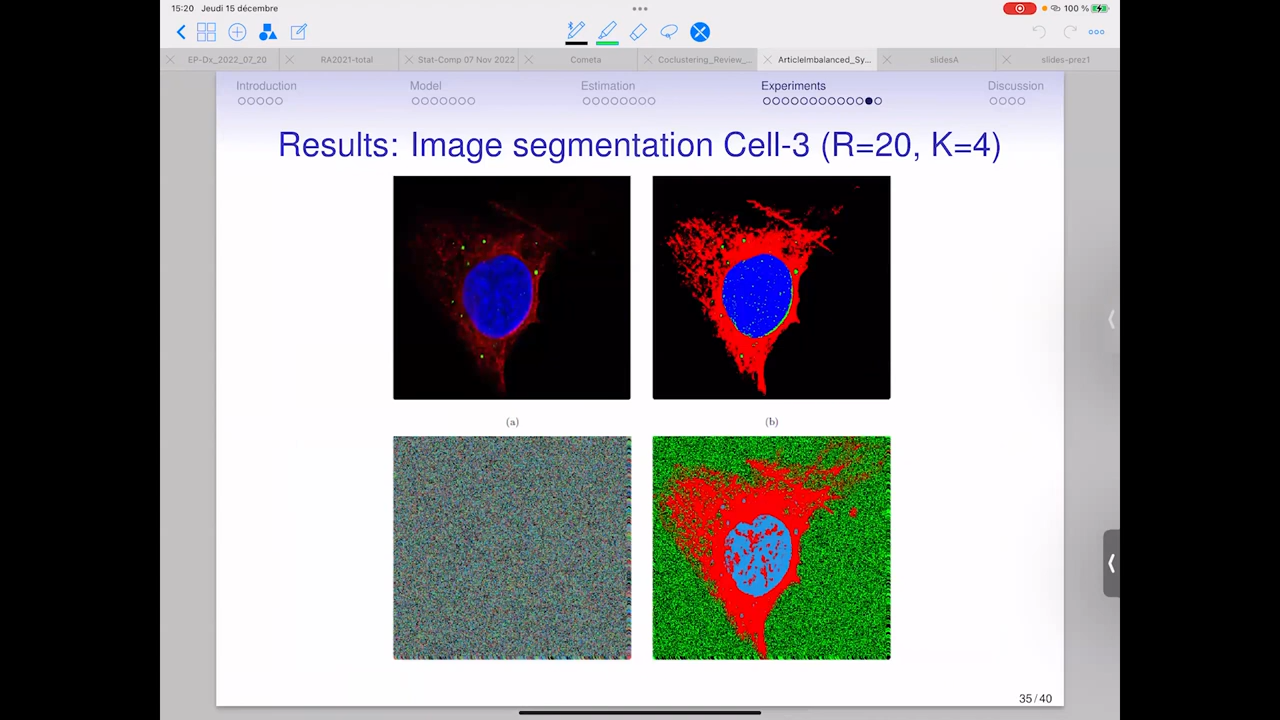 15:20 Jeudi 15 décembre
100 %
EP-Dx_2022_07_20
RA2021-total
Stat-Comp 07 Nov 2022
Cometa
Coclustering_Review_...
ArticleImbalanced_Sy...
slidesA
slides-prez1
Introduction
Model
Estimation
Experiments
Discussion
Results: Image segmentation Cell-3 (R=20, K=4)
(a)
(b)
35 / 40